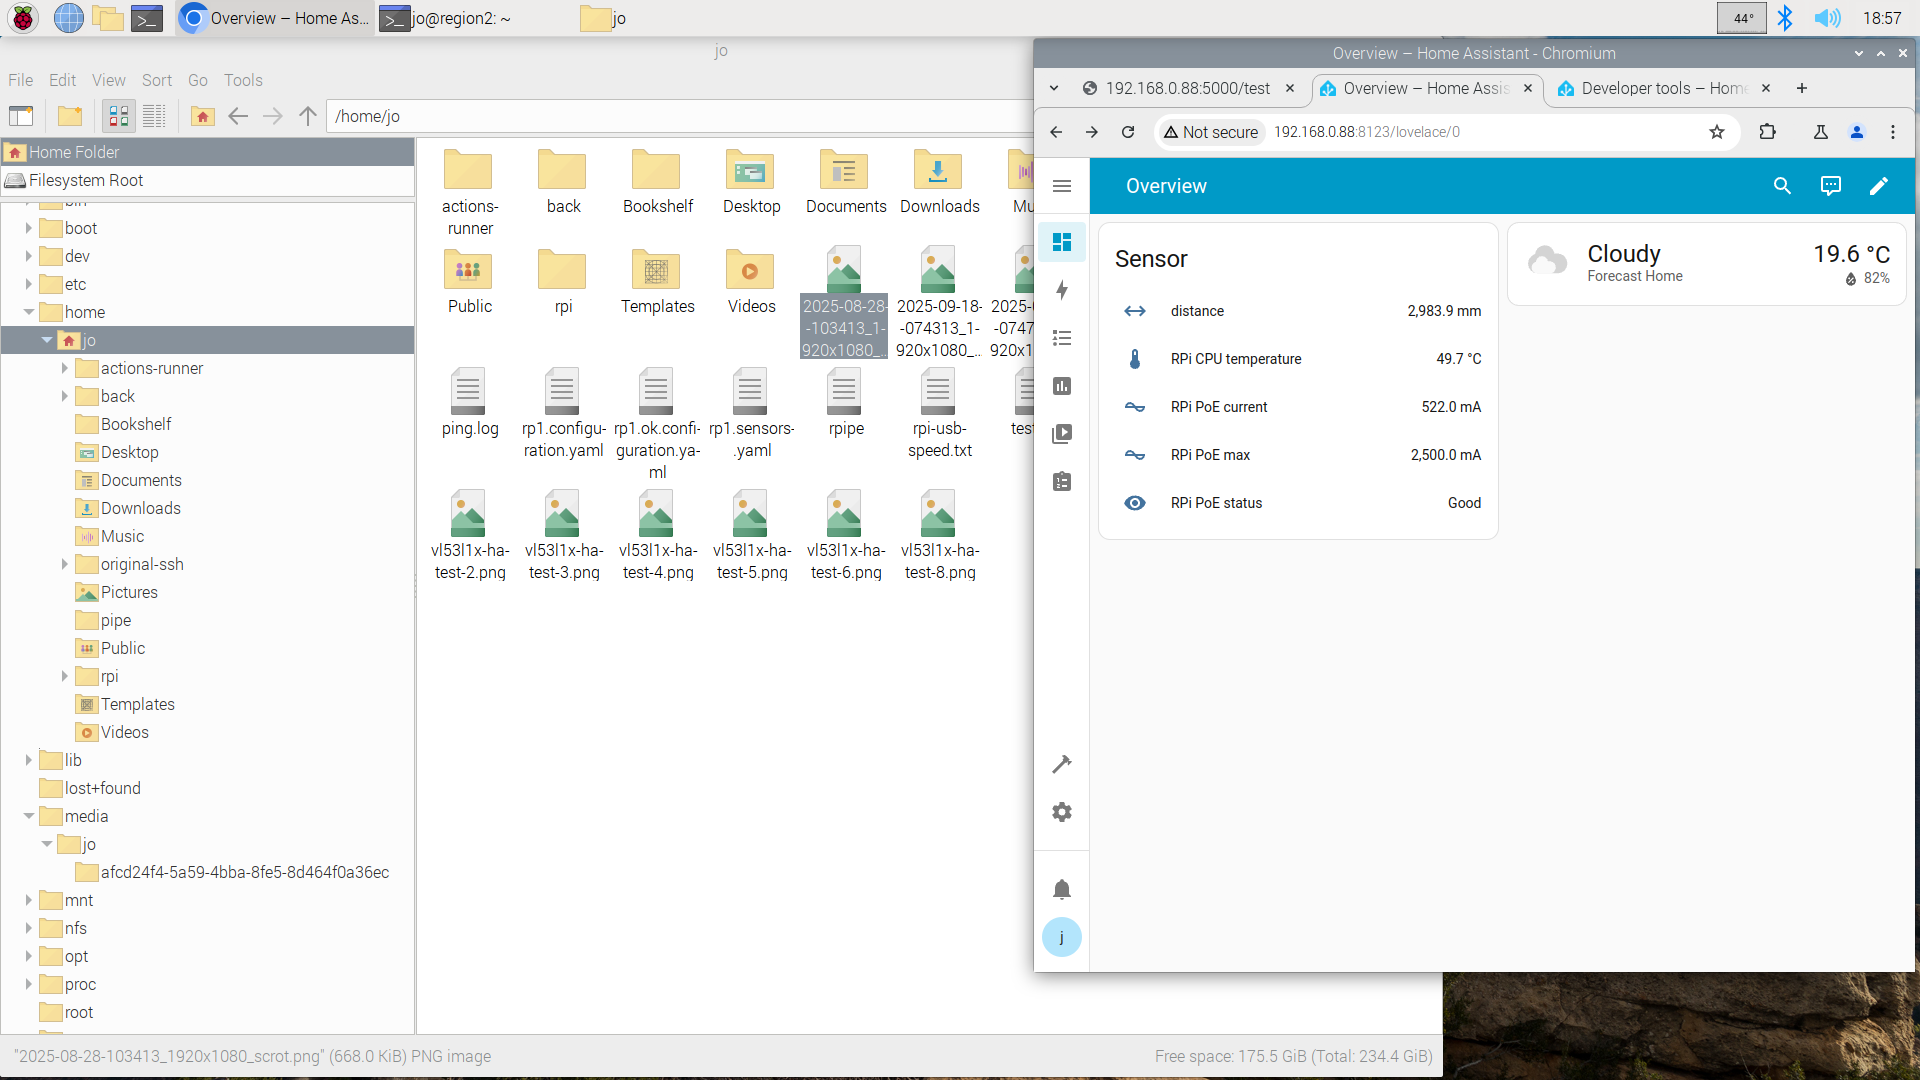 Overview – Home As...
jo@region2: ~
jo
44°
18:57
jo
File Edit View Sort Go Tools
/home/jo
Home Folder
Filesystem Root
bin
boot
dev
etc
home
jo
actions-runner
back
Bookshelf
Desktop
Documents
Downloads
Music
original-ssh
Pictures
pipe
Public
rpi
Templates
Videos
lib
lost+found
media
jo
afcd24f4-5a59-4bba-8fe5-8d464f0a36ec
mnt
nfs
opt
proc
root
actions-
runner
back
Bookshelf
Desktop
Documents
Downloads
Mu
Public
rpi
Templates
Videos
2025-08-28-
-103413_1-
920x1080_...
2025-09-18-
-074313_1-
920x1080_...
2025-
-074
920x1
ping.log
rp1.configu-
ration.yaml
rp1.ok.confi-
guration.ya-
ml
rp1.sensors-
.yaml
rpipe
rpi-usb-
speed.txt
test
vl53l1x-ha-
test-2.png
vl53l1x-ha-
test-3.png
vl53l1x-ha-
test-4.png
vl53l1x-ha-
test-5.png
vl53l1x-ha-
test-6.png
vl53l1x-ha-
test-8.png
"2025-08-28-103413_1920x1080_scrot.png" (668.0 KiB) PNG image
Free space: 175.5 GiB (Total: 234.4 GiB)
Overview – Home Assistant - Chromium
192.168.0.88:5000/test
Overview – Home Assis
Developer tools – Home
Not secure
192.168.0.88:8123/lovelace/0
Overview
Sensor
distance 2,983.9 mm
RPi CPU temperature 49.7 °C
RPi PoE current 522.0 mA
RPi PoE max 2,500.0 mA
RPi PoE status Good
Cloudy
Forecast Home
19.6 °C
82%
j